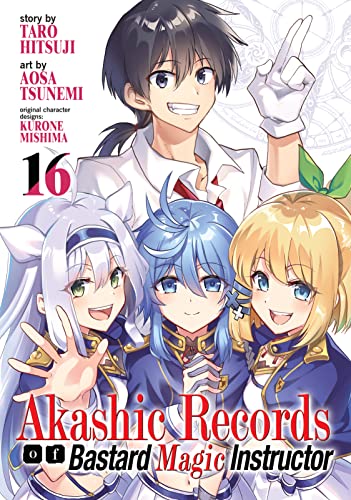 story by
TARO
HITSUJI
art by
AOSA
TSUNEMI
original character
designs:
KURONE
MISHIMA
16
Akashic Records
of Bastard Magic Instructor